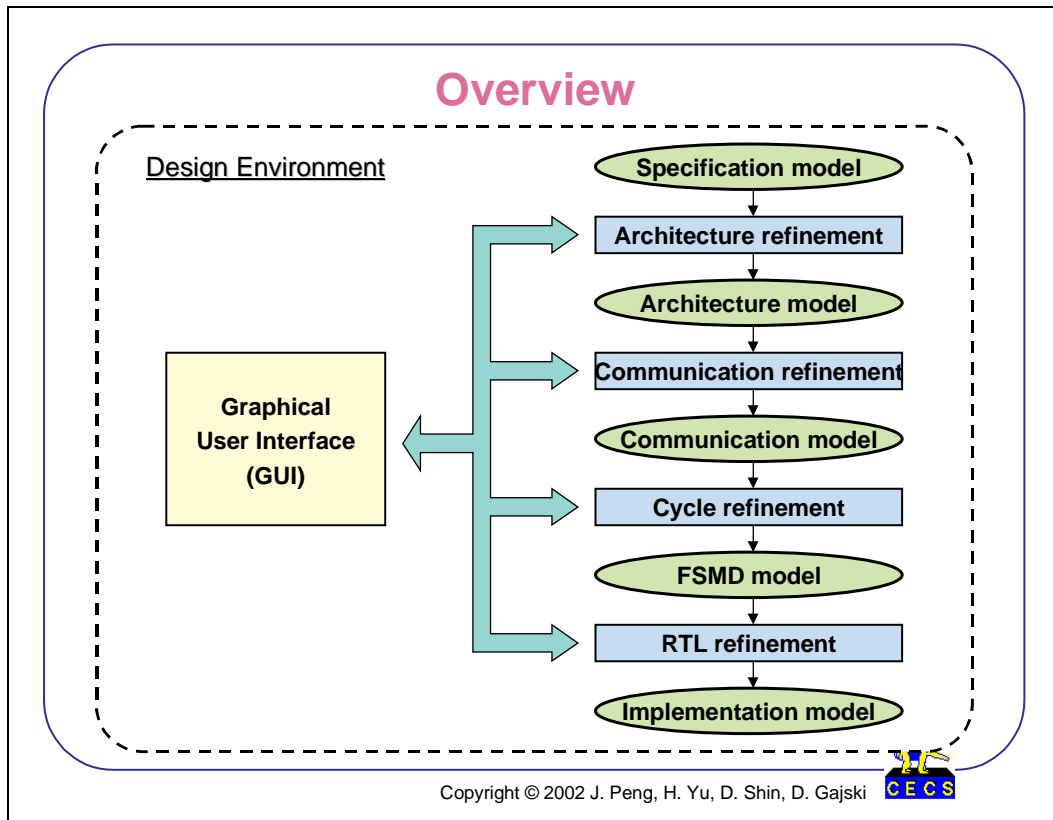 Overview
Design Environment
Specification model
Architecture refinement
Architecture model
Communication refinement
Graphical
User Interface
(GUI)
Communication model
Cycle refinement
FSMD model
RTL refinement
Implementation model
Copyright © 2002 J. Peng, H. Yu, D. Shin, D. Gajski
CECS